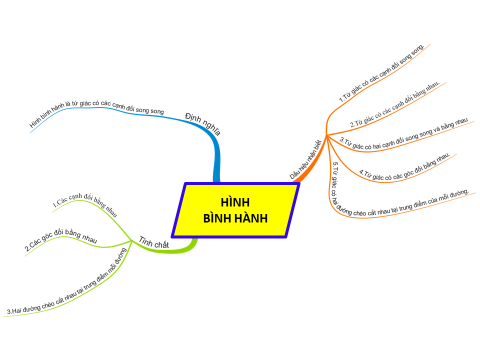 HÌNH
BÌNH HÀNH
Định nghĩa
Hình bình hành là tứ giác có các cạnh đối song song
Dấu hiệu nhận biết
1.Tứ giác có các cạnh đối song song.
2.Tứ giác có các cạnh đối bằng nhau.
3.Tứ giác có hai cạnh đối song song và bằng nhau
4.Tứ giác có các góc đối bằng nhau.
5.Tứ giác có hai đường chéo cắt nhau tại trung điểm của mỗi đường.
Tính chất
1.Các cạnh đối bằng nhau
2.Các góc đối bằng nhau
3.Hai đường chéo cắt nhau tại trung điểm mỗi đường